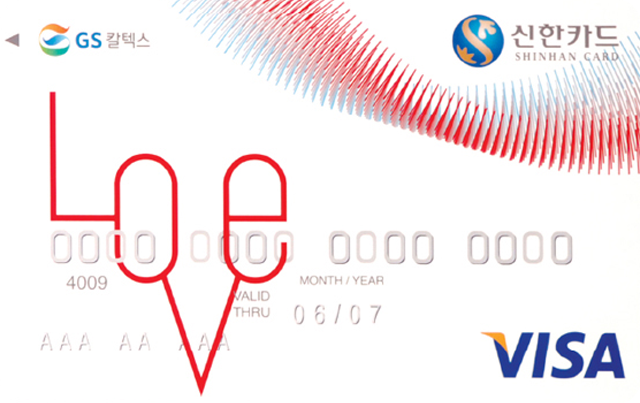 GS 칼텍스
신한카드
SHINHAN CARD
LOVe
0000 0000 0000 0000
4009
MONTH / YEAR
VALID
THRU
06/07
AAA AA AAA
VISA